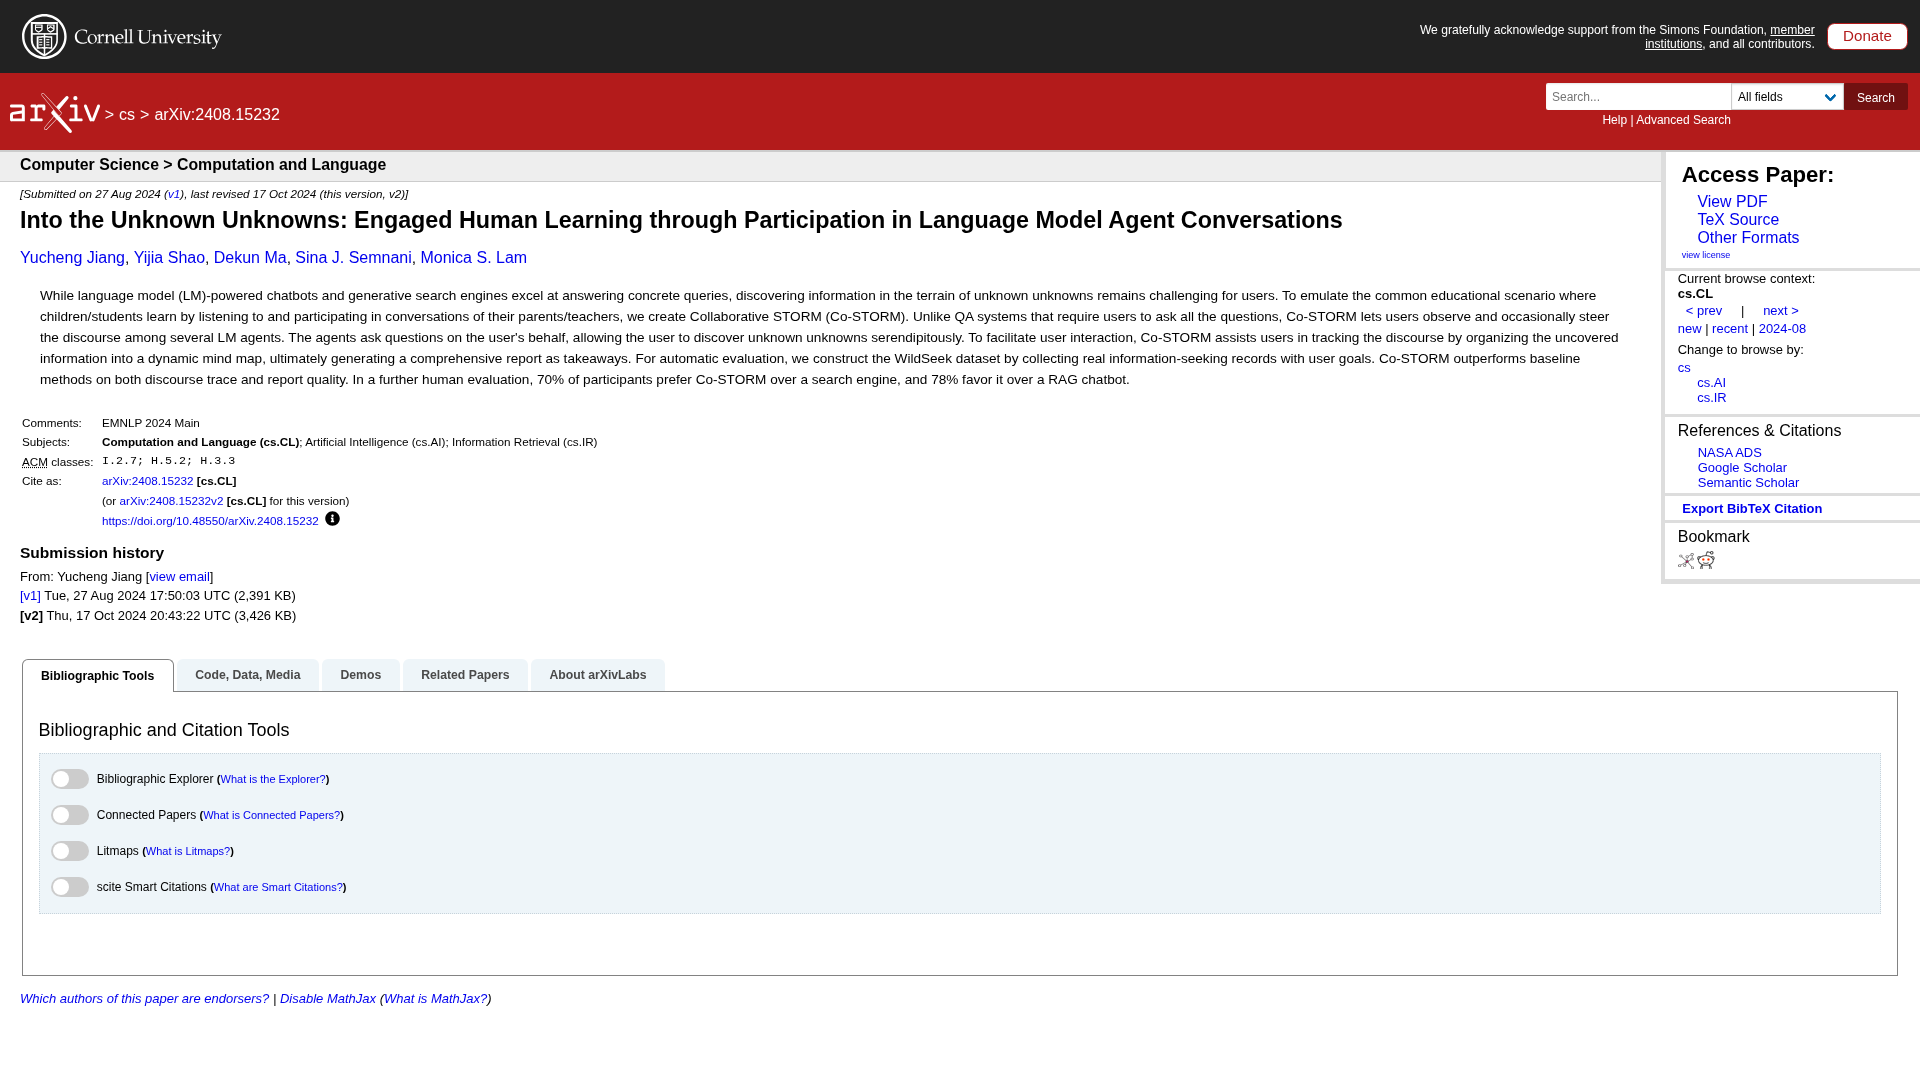 Cornell University
We gratefully acknowledge support from the Simons Foundation, member
institutions, and all contributors.
Donate
arXiv > cs > arXiv:2408.15232
Search...
All fields
Search
Help | Advanced Search
Computer Science > Computation and Language
[Submitted on 27 Aug 2024 (v1), last revised 17 Oct 2024 (this version, v2)]
Into the Unknown Unknowns: Engaged Human Learning through Participation in Language Model Agent Conversations
Yucheng Jiang, Yijia Shao, Dekun Ma, Sina J. Semnani, Monica S. Lam
While language model (LM)-powered chatbots and generative search engines excel at answering concrete queries, discovering information in the terrain of unknown unknowns remains challenging for users. To emulate the common educational scenario where
children/students learn by listening to and participating in conversations of their parents/teachers, we create Collaborative STORM (Co-STORM). Unlike QA systems that require users to ask all the questions, Co-STORM lets users observe and occasionally steer
the discourse among several LM agents. The agents ask questions on the user's behalf, allowing the user to discover unknown unknowns serendipitously. To facilitate user interaction, Co-STORM assists users in tracking the discourse by organizing the uncovered
information into a dynamic mind map, ultimately generating a comprehensive report as takeaways. For automatic evaluation, we construct the WildSeek dataset by collecting real information-seeking records with user goals. Co-STORM outperforms baseline
methods on both discourse trace and report quality. In a further human evaluation, 70% of participants prefer Co-STORM over a search engine, and 78% favor it over a RAG chatbot.
Comments: EMNLP 2024 Main
Subjects: Computation and Language (cs.CL); Artificial Intelligence (cs.AI); Information Retrieval (cs.IR)
ACM classes: I.2.7; H.5.2; H.3.3
Cite as: arXiv:2408.15232 [cs.CL]
(or arXiv:2408.15232v2 [cs.CL] for this version)
https://doi.org/10.48550/arXiv.2408.15232
Submission history
From: Yucheng Jiang [view email]
[v1] Tue, 27 Aug 2024 17:50:03 UTC (2,391 KB)
[v2] Thu, 17 Oct 2024 20:43:22 UTC (3,426 KB)
Access Paper:
View PDF
TeX Source
Other Formats
view license
Current browse context:
cs.CL
< prev | next >
new | recent | 2024-08
Change to browse by:
cs
cs.AI
cs.IR
References & Citations
NASA ADS
Google Scholar
Semantic Scholar
Export BibTeX Citation
Bookmark
Bibliographic Tools
Code, Data, Media
Demos
Related Papers
About arXivLabs
Bibliographic and Citation Tools
Bibliographic Explorer (What is the Explorer?)
Connected Papers (What is Connected Papers?)
Litmaps (What is Litmaps?)
scite Smart Citations (What are Smart Citations?)
Which authors of this paper are endorsers? | Disable MathJax (What is MathJax?)